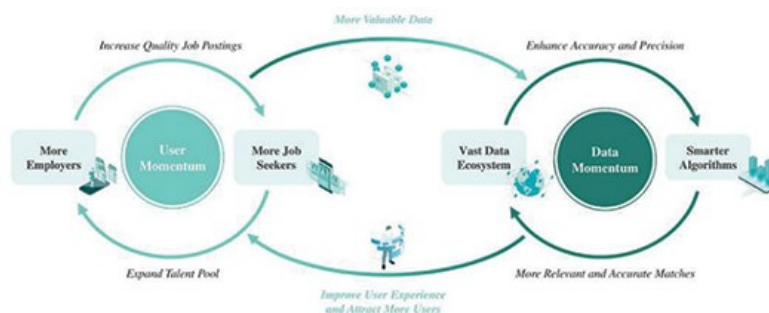 More Valuable Data
Increase Quality Job Postings
Enhance Accuracy and Precision
More
Employers
User
Momentum
More Job
Seekers
Vast Data
Ecosystem
Data
Momentum
Smarter
Algorithms
Expand Talent Pool
More Relevant and Accurate Matches
Improve User Experience
and Attract More Users